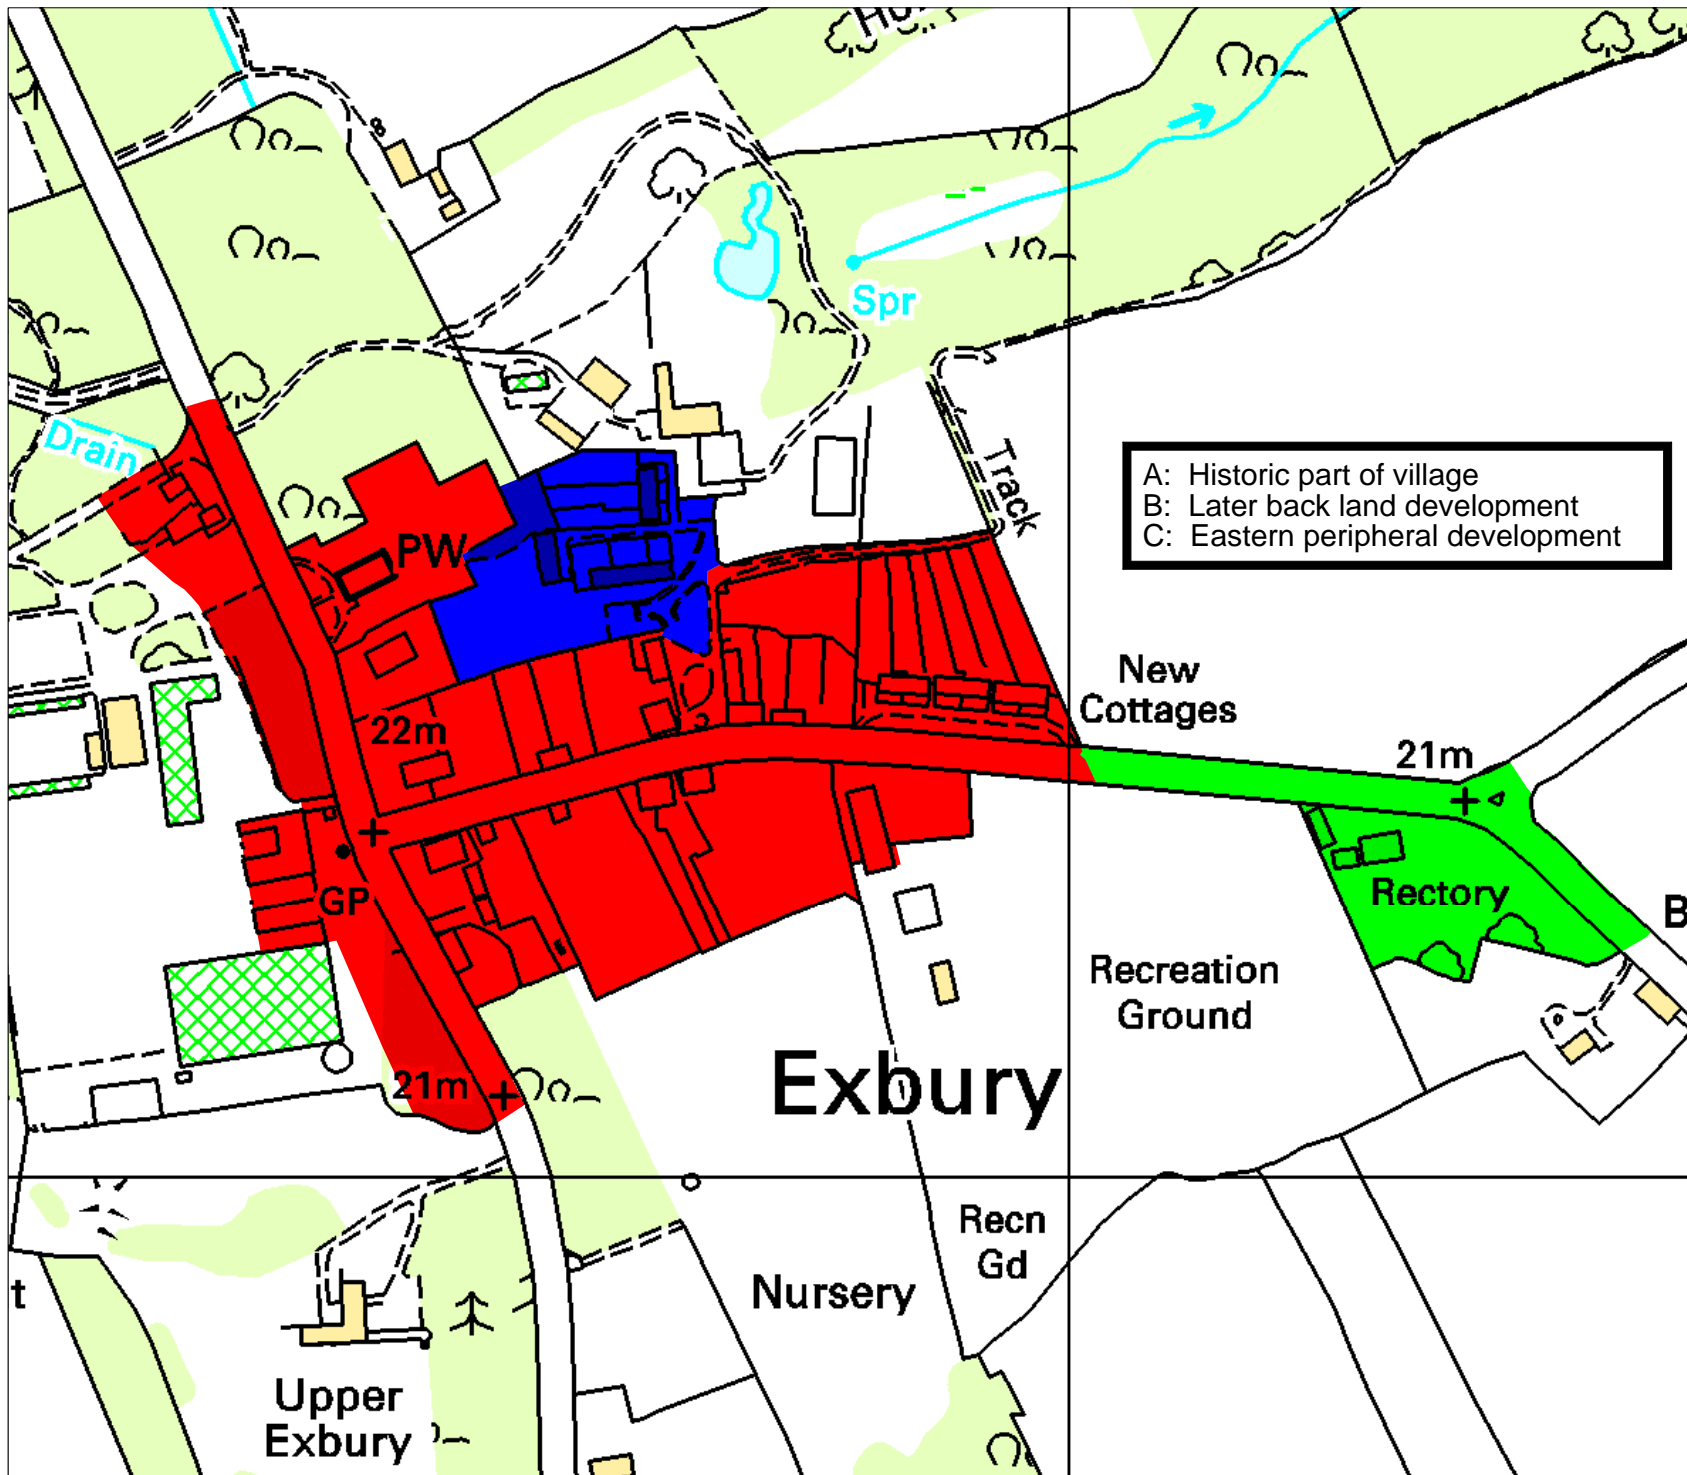 Spr
Drain
Track
A: Historic part of village
B: Later back land development
C: Eastern peripheral development
PW
New
Cottages
22m
21m
GP
Rectory
B
Recreation
Ground
Exbury
21m
Recn
Gd
Nursery
t
Upper
Exbury